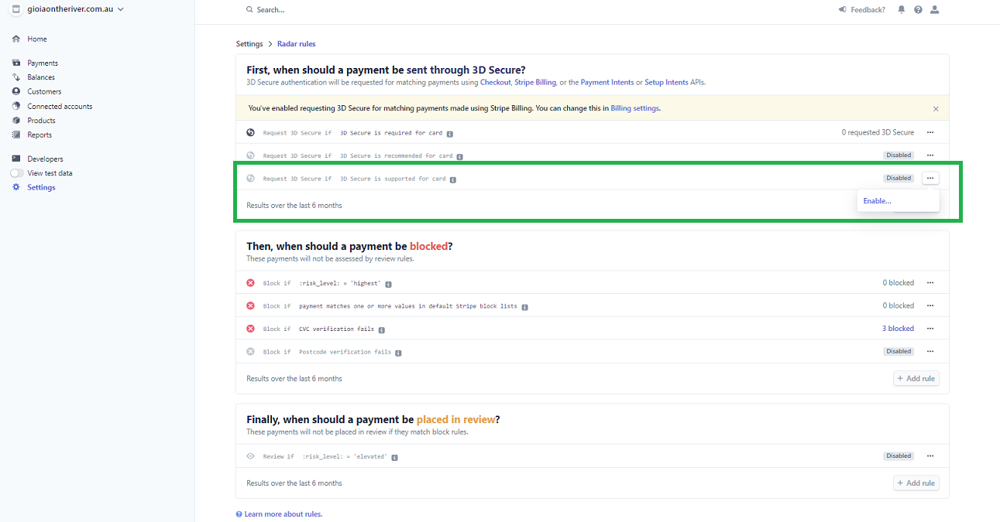 gioiaontheriver.com.au
Search...
Feedback?
Home
Payments
Balances
Customers
Connected accounts
Products
Reports
Developers
View test data
Settings
Settings > Radar rules
First, when should a payment be sent through 3D Secure?
3D Secure authentication will be requested for matching payments using Checkout, Stripe Billing, or the Payment Intents or Setup Intents APIs.
You've enabled requesting 3D Secure for matching payments made using Stripe Billing. You can change this in Billing settings.
Request 3D Secure if 3D Secure is required for card 0 requested 3D Secure
Request 3D Secure if 3D Secure is recommended for card Disabled
Request 3D Secure if 3D Secure is supported for card Disabled
Enable...
Results over the last 6 months
Then, when should a payment be blocked?
These payments will not be assessed by review rules.
Block if :risk_level: = 'highest' 0 blocked
Block if payment matches one or more values in default Stripe block lists 0 blocked
Block if CVC verification fails 3 blocked
Block if Postcode verification fails Disabled
Results over the last 6 months + Add rule
Finally, when should a payment be placed in review?
These payments will not be placed in review if they match block rules.
Review if :risk_level: = 'elevated' Disabled
Results over the last 6 months + Add rule
Learn more about rules.